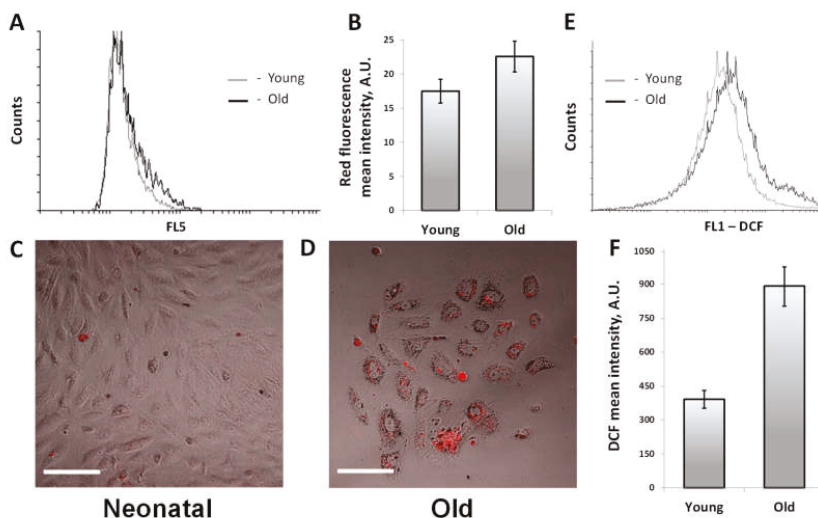 A
Counts
- Young
- Old
FL5
B
Red fluorescence
mean intensity, A.U.
25
20
15
10
5
0
Young
Old
E
Counts
- Young
- Old
FL1 – DCF
C
Neonatal
D
Old
F
DCF mean intensity, A.U.
1050
900
750
600
450
300
150
0
Young
Old